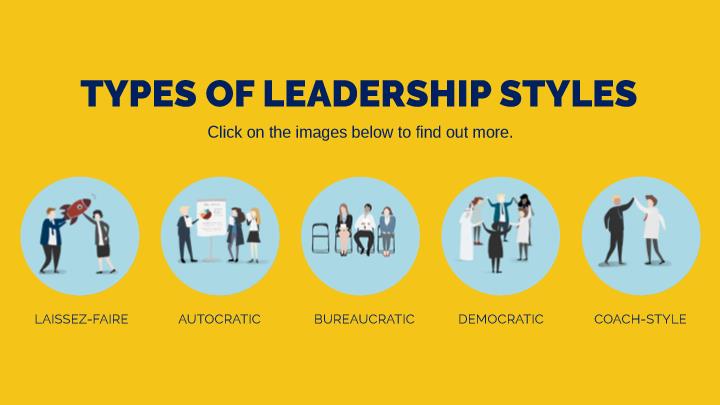 TYPES OF LEADERSHIP STYLES
Click on the images below to find out more.
LAISSEZ-FAIRE
AUTOCRATIC
BUREAUCRATIC
DEMOCRATIC
COACH-STYLE